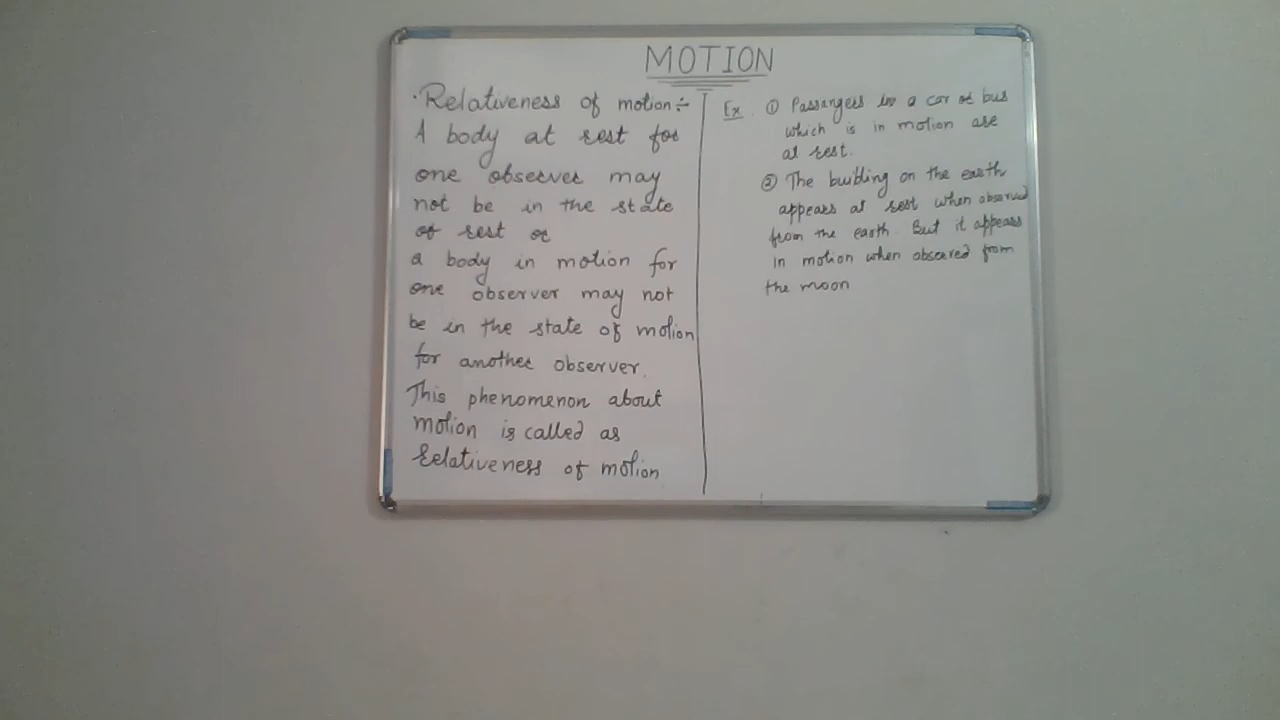 MOTION
· Relativeness of motion :-
A body at rest for
one observer may
not be in the state
of rest or
a body in motion for
one observer may not
be in the state of motion
for another observer.
This phenomenon about
motion is called as
relativeness of motion
Ex. ① Passangers in a car or bus
which is in motion are
at rest.
② The buibling on the earth
appears at rest when observed
from the earth. But it appears
in motion when observed from
the moon